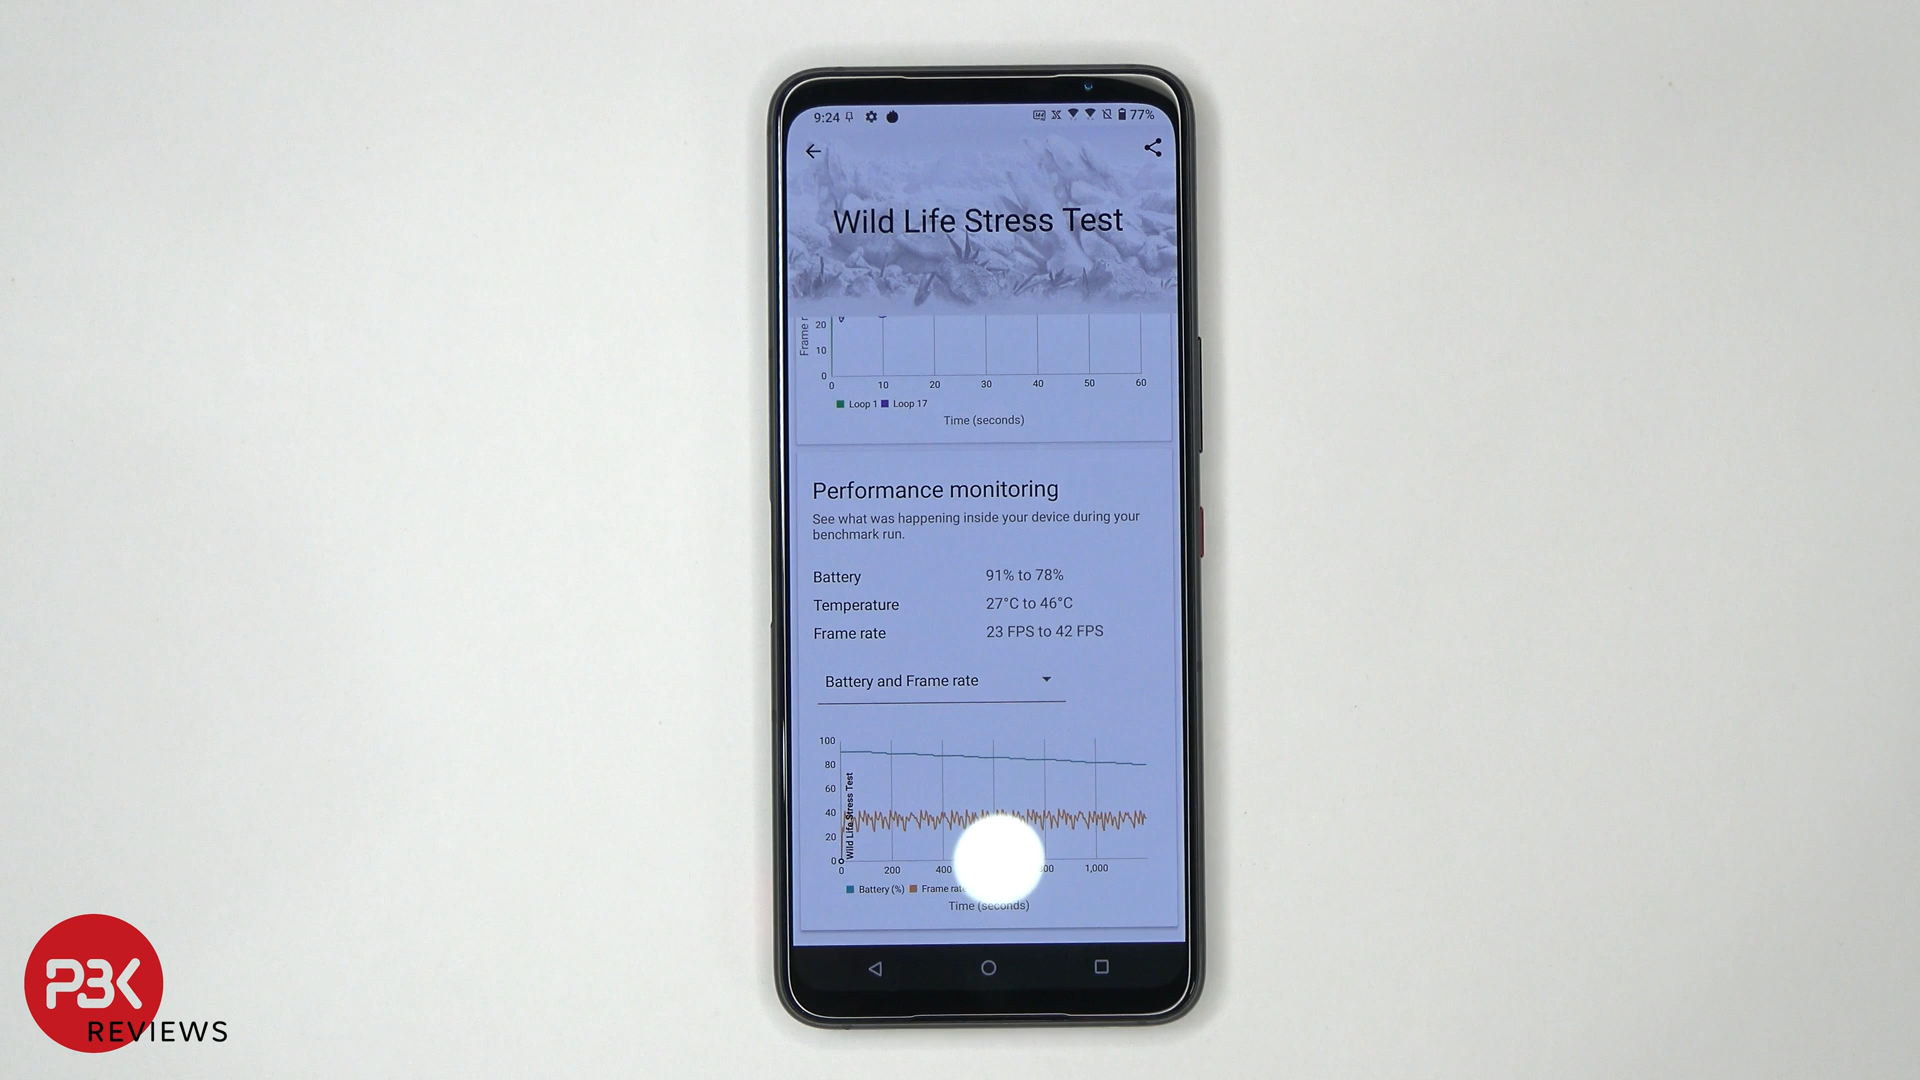 9:24
77%
Wild Life Stress Test
20
10
0
0 10 20 30 40 50 60
Loop 1 Loop 17
Time (seconds)
Performance monitoring
See what was happening inside your device during your
benchmark run.
Battery 91% to 78%
Temperature 27°C to 46°C
Frame rate 23 FPS to 42 FPS
Battery and Frame rate
100
80
60
40
20
0
Wild Life Stress Test
0 200 1,000
Battery (%) Frame
Time (seconds)
P3K
REVIEWS